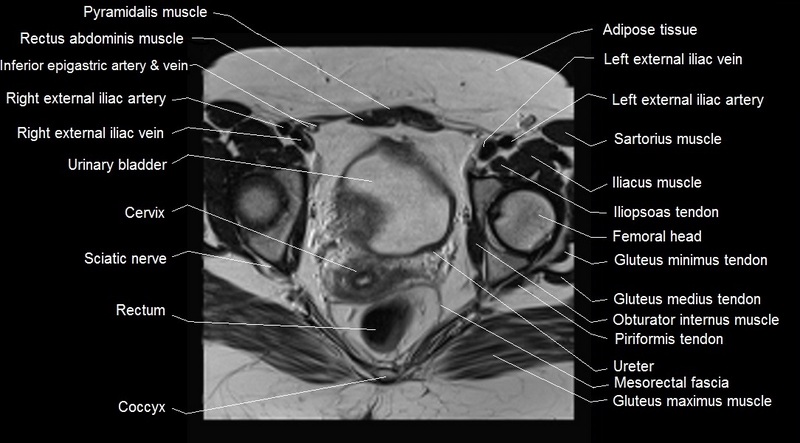 Pyramidalis muscle
Rectus abdominis muscle
Inferior epigastric artery & vein
Right external iliac artery
Right external iliac vein
Urinary bladder
Cervix
Sciatic nerve
Rectum
Coccyx
Adipose tissue
Left external iliac vein
Left external iliac artery
Sartorius muscle
Iliacus muscle
Iliopsoas tendon
Femoral head
Gluteus minimus tendon
Gluteus medius tendon
Obturator internus muscle
Piriformis tendon
Ureter
Mesorectal fascia
Gluteus maximus muscle